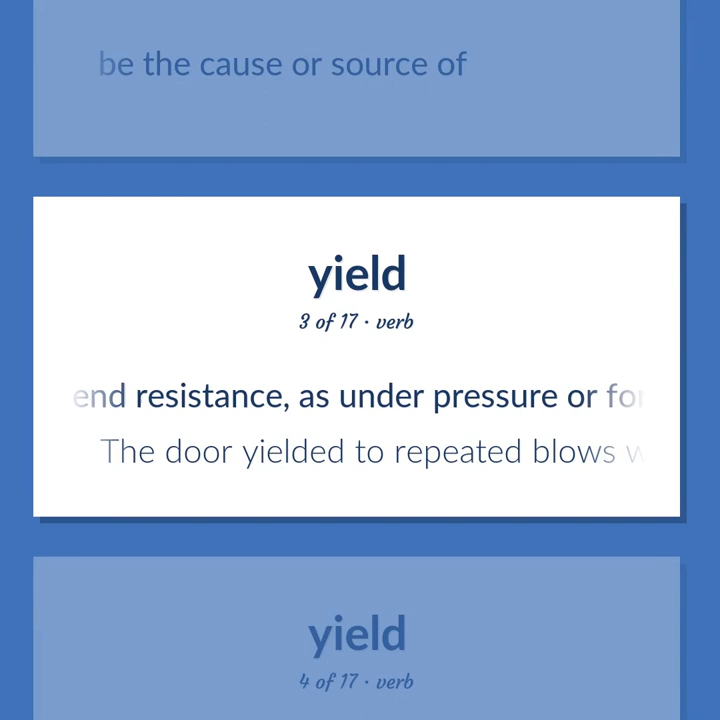 be the cause or source of
yield
3 of 17 · verb
end resistance, as under pressure or
The door yielded to repeated blows
yield
4 of 17 · verb